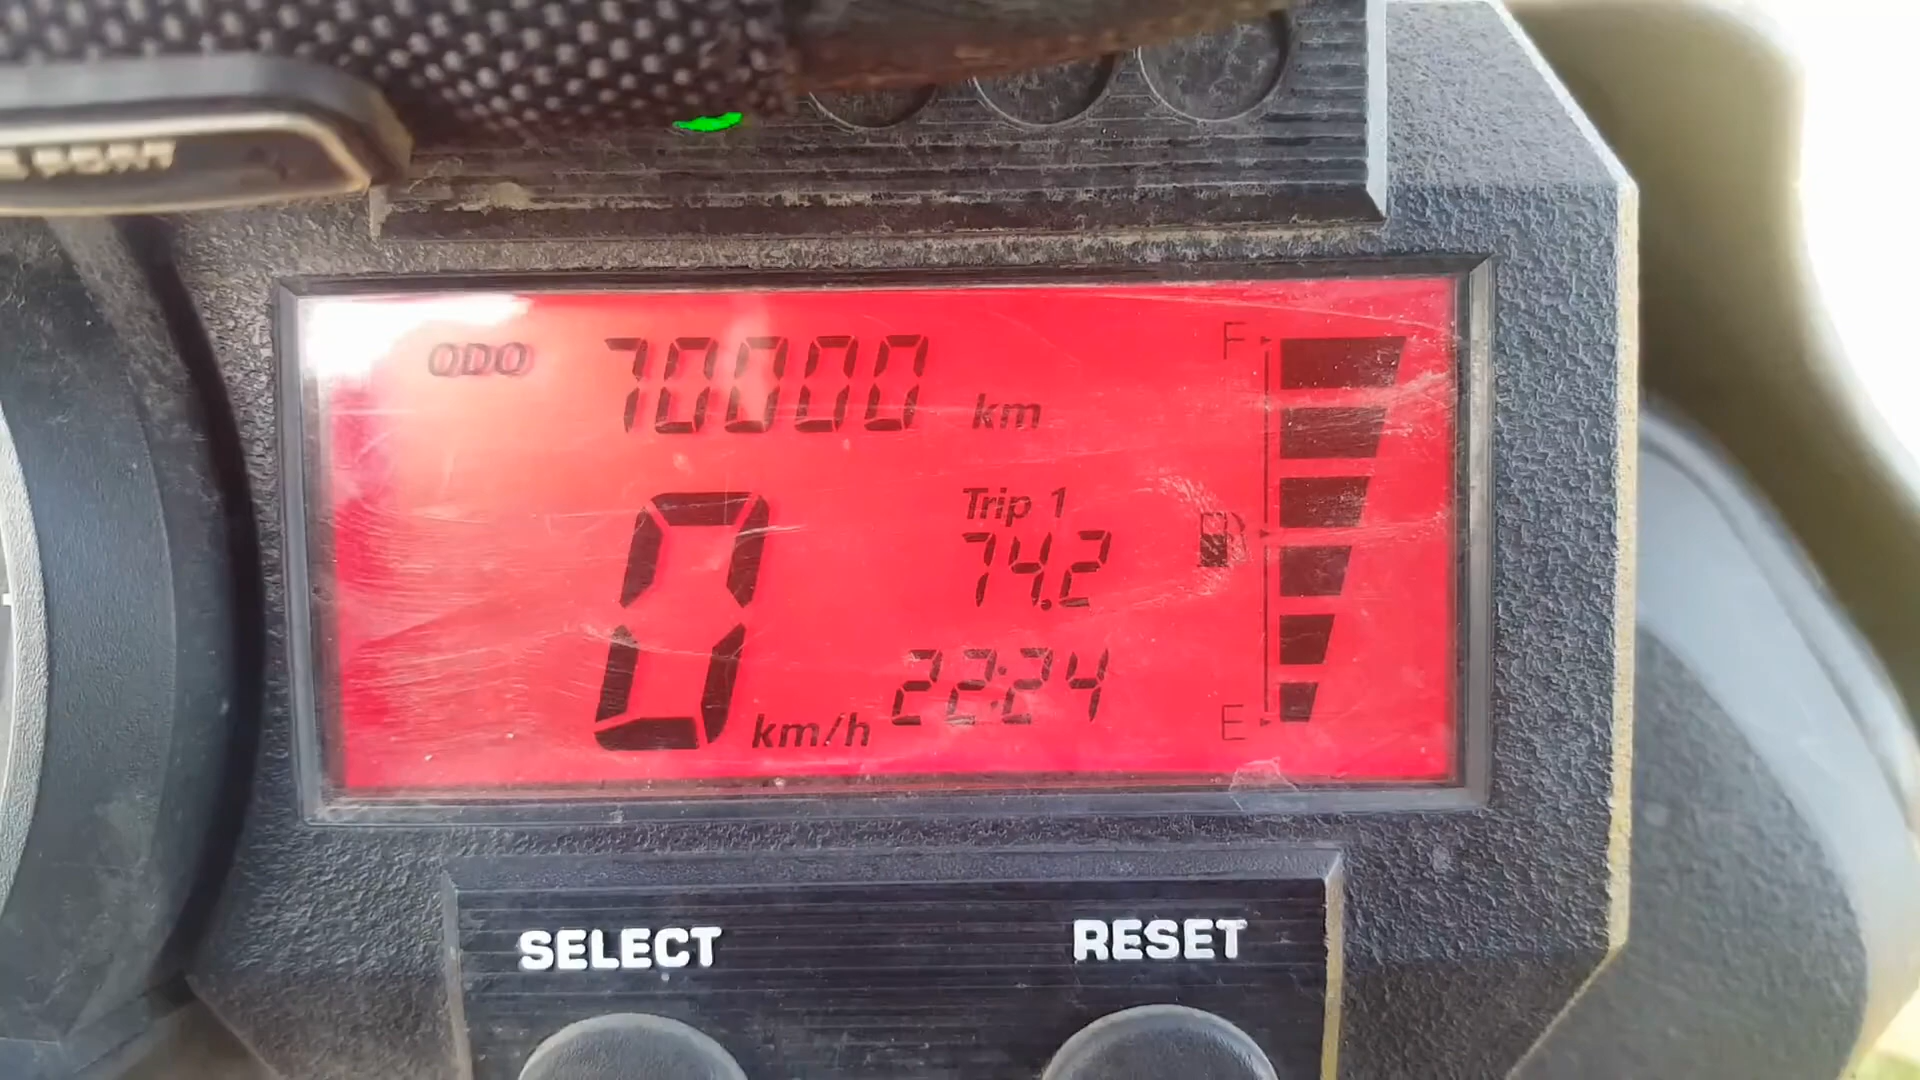 ODO 70000 km
F
Trip 1
74.2
0 km/h 22:24
E
SELECT RESET